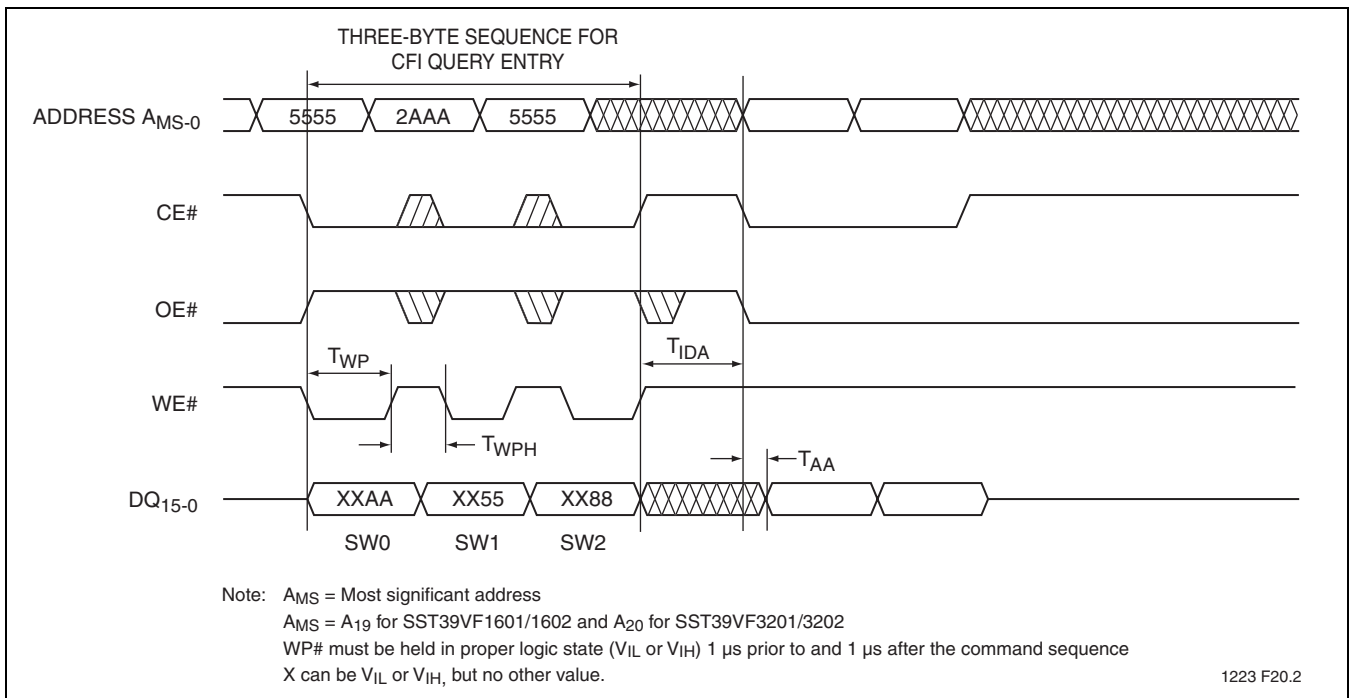 THREE-BYTE SEQUENCE FOR
CFI QUERY ENTRY
ADDRESS AMS-0
5555 2AAA 5555
CE#
OE#
TWP TIDA
WE#
TWPH
TAA
DQ15-0
XXAA XX55 XX88
SW0 SW1 SW2
Note: AMS = Most significant address
AMS = A19 for SST39VF1601/1602 and A20 for SST39VF3201/3202
WP# must be held in proper logic state (VIL or VIH) 1 µs prior to and 1 µs after the command sequence
X can be VIL or VIH, but no other value.
1223 F20.2